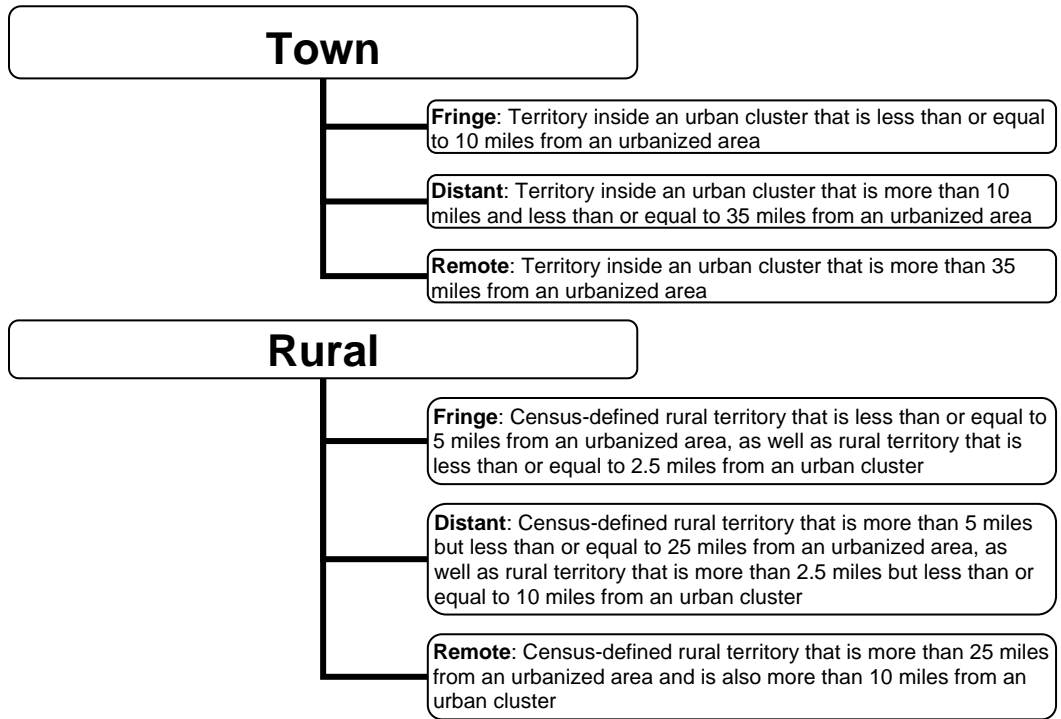 Town
Fringe: Territory inside an urban cluster that is less than or equal
to 10 miles from an urbanized area
Distant: Territory inside an urban cluster that is more than 10
miles and less than or equal to 35 miles from an urbanized area
Remote: Territory inside an urban cluster that is more than 35
miles from an urbanized area
Rural
Fringe: Census-defined rural territory that is less than or equal to
5 miles from an urbanized area, as well as rural territory that is
less than or equal to 2.5 miles from an urban cluster
Distant: Census-defined rural territory that is more than 5 miles
but less than or equal to 25 miles from an urbanized area, as
well as rural territory that is more than 2.5 miles but less than or
equal to 10 miles from an urban cluster
Remote: Census-defined rural territory that is more than 25 miles
from an urbanized area and is also more than 10 miles from an
urban cluster